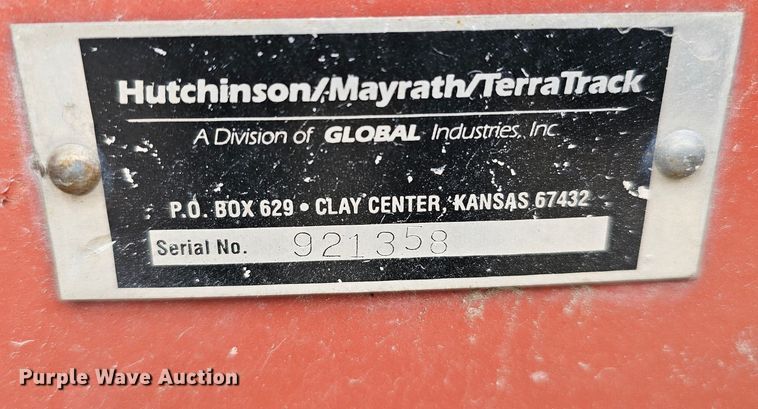 Hutchinson/Mayrath/TerraTrack
A Division of GLOBAL Industries, Inc
P.O. BOX 629 • CLAY CENTER, KANSAS 67432
Serial No. 921358
Purple Wave Auction